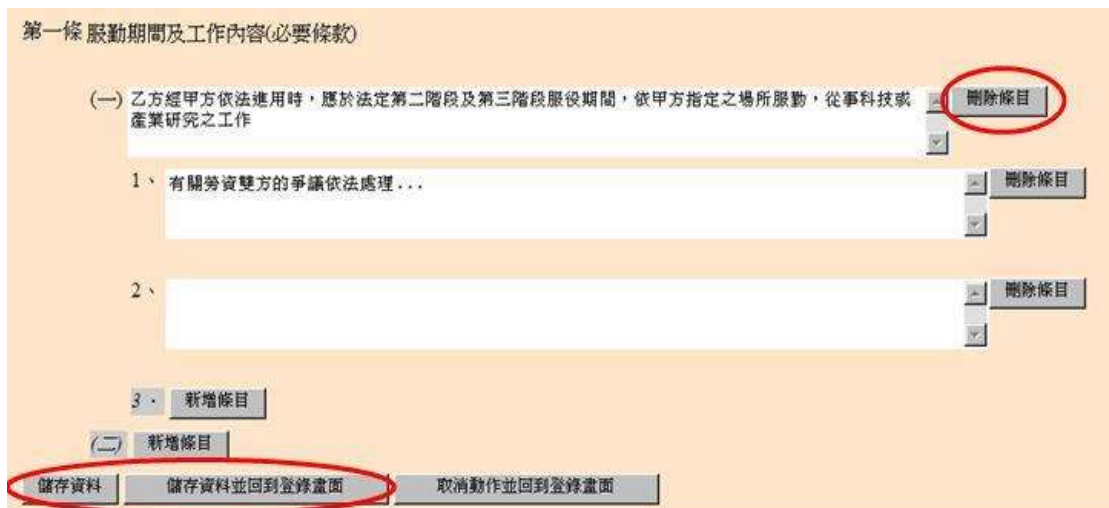 第一條 服勤期間及工作內容(必要條款)
(一) 乙方經甲方依法進用時，應於法定第二階段及第三階段服役期間，依甲方指定之場所服勤，從事科技或 刪除條目
產業研究之工作
1、 有關勞資雙方的爭議依法處理... 刪除條目
2、 刪除條目
3． 新增條目
(二) 新增條目
儲存資料 儲存資料並回到登錄畫面 取消動作並回到登錄畫面